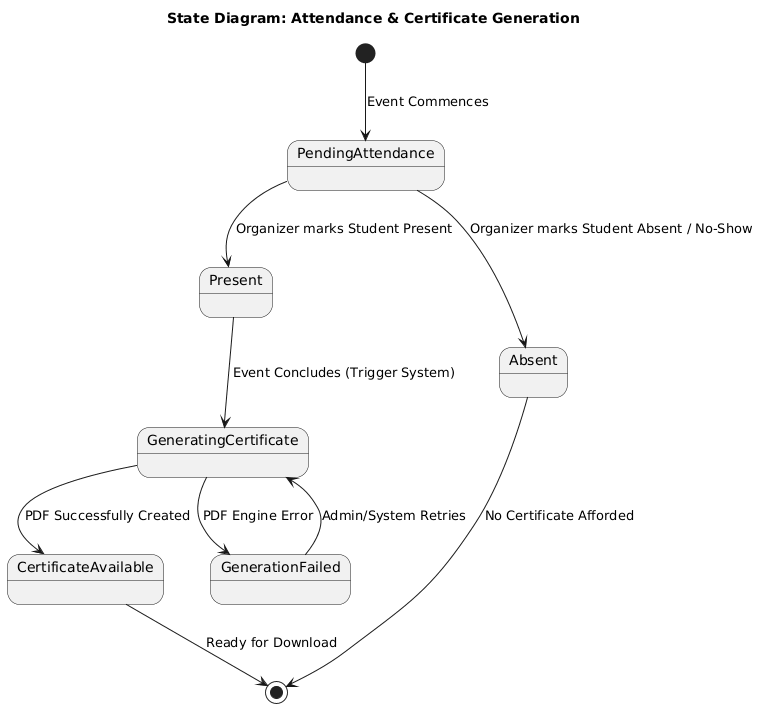 State Diagram: Attendance & Certificate Generation
Event Commences
PendingAttendance
Organizer marks Student Present
Organizer marks Student Absent / No-Show
Present
Absent
Event Concludes (Trigger System)
GeneratingCertificate
PDF Successfully Created
PDF Engine Error
Admin/System Retries
No Certificate Afforded
CertificateAvailable
GenerationFailed
Ready for Download